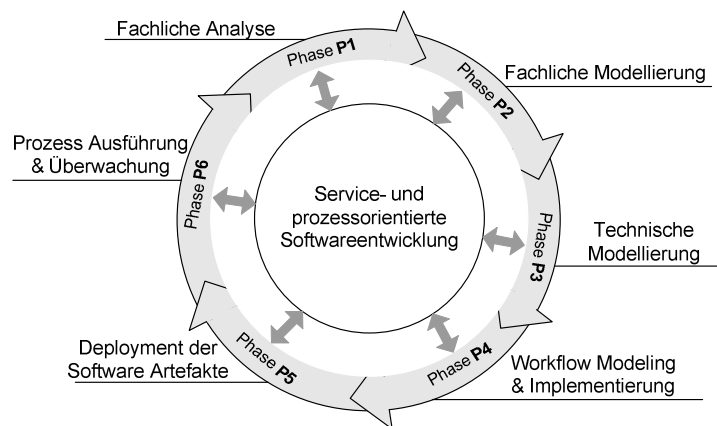 Fachliche Analyse
Phase P1
Phase P2
Fachliche Modellierung
Prozess Ausführung
& Überwachung
Phase P6
Service- und
prozessorientierte
Softwareentwicklung
Phase P3
Technische
Modellierung
Deployment der
Software Artefakte
Phase P5
Phase P4
Workflow Modeling
& Implementierung